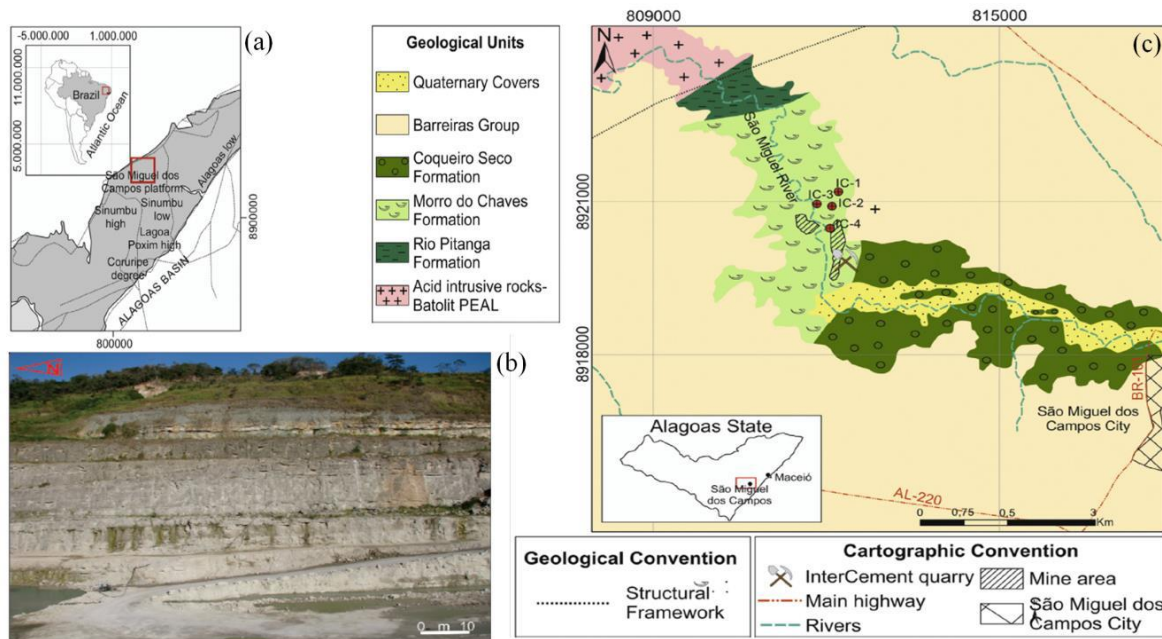 (a)
-5.000.000
1.000.000
11.000.000
5.000.000
Brazil
Atlantic Ocean
Alagoas low
São Miguel dos
Campos platform
Sinumbu
high
Sinumbu
low
Lagoa
Poxim high
Coruripe
degree
ALAGOAS BASIN
8900000
800000
Geological Units
Quaternary Covers
Barreiras Group
Coqueiro Seco
Formation
Morro do Chaves
Formation
Rio Pitanga
Formation
Acid intrusive rocks-
Batolit PEAL
(b)
N
0 m 10
809000
815000
(c)
N
8921000
8918000
São Miguel River
IC-1
IC-3
IC-2
IC-4
BR-101
São Miguel dos
Campos City
AL-220
Alagoas State
Maceió
São Miguel
dos Campos
0 0,75 0,5 3
Km
Geological Convention
Structural
Framework
Cartographic Convention
InterCement quarry
Main highway
Rivers
Mine area
São Miguel dos
Campos City